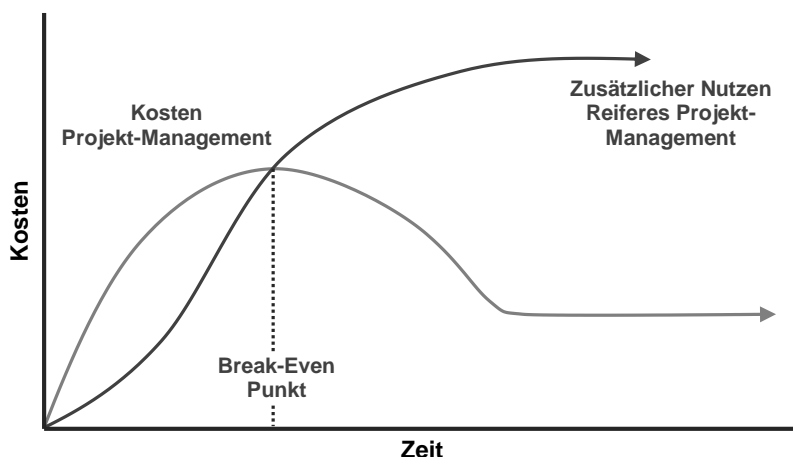 Kosten
Projekt-Management
Zusätzlicher Nutzen
Reiferes Projekt-
Management
Kosten
Break-Even
Punkt
Zeit